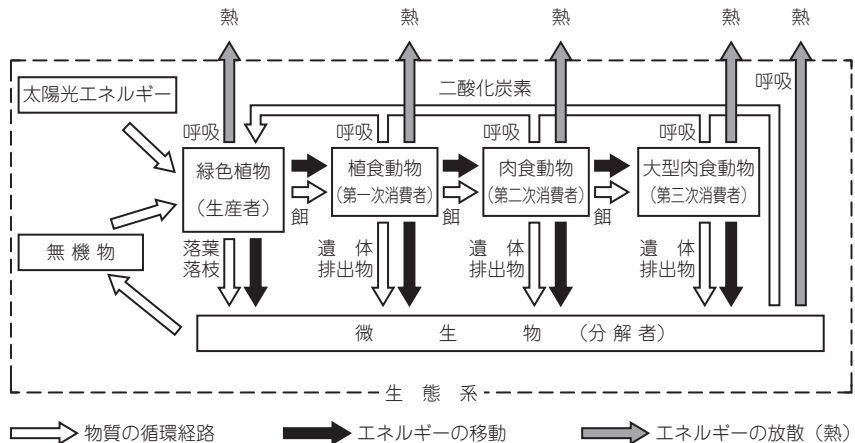 熱 熱 熱 熱 熱
太陽光エネルギー
二酸化炭素
呼吸
呼吸 呼吸 呼吸 呼吸
緑色植物
(生産者)
植食動物
(第一次消費者)
肉食動物
(第二次消費者)
大型肉食動物
(第三次消費者)
餌 餌 餌
無機物
落葉
落枝
遺体
排出物
遺体
排出物
遺体
排出物
微生物(分解者)
生態系
物質の循環経路 エネルギーの移動 エネルギーの放散(熱)